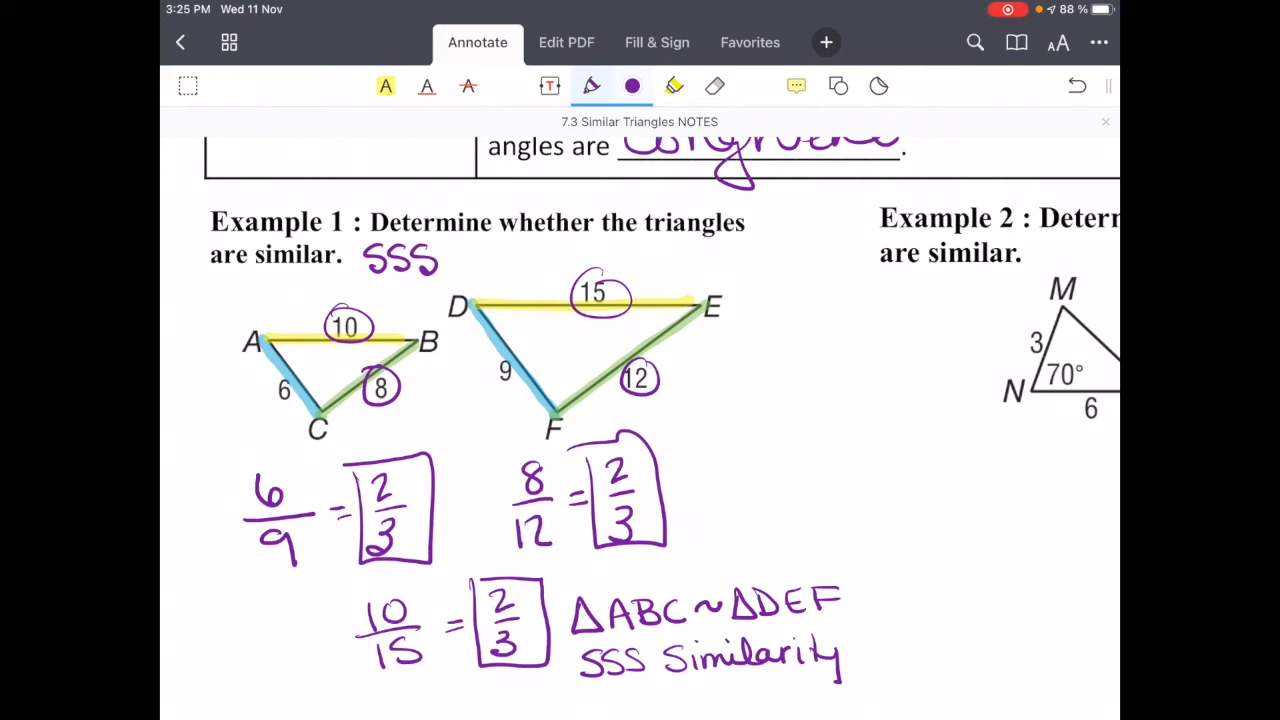 3:25 PM Wed 11 Nov
88 %
Annotate Edit PDF Fill & Sign Favorites +
A A A T AA
7.3 Similar Triangles NOTES
angles are congruent.
Example 1 : Determine whether the triangles
are similar. SSS
A 10 B
6 8
C
D 15 E
9 12
F
6/9 = 2/3
8/12 = 2/3
10/15 = 2/3
△ABC ~ △DEF
SSS Similarity
Example 2 : Deter
are similar.
M
3
N 70°
6